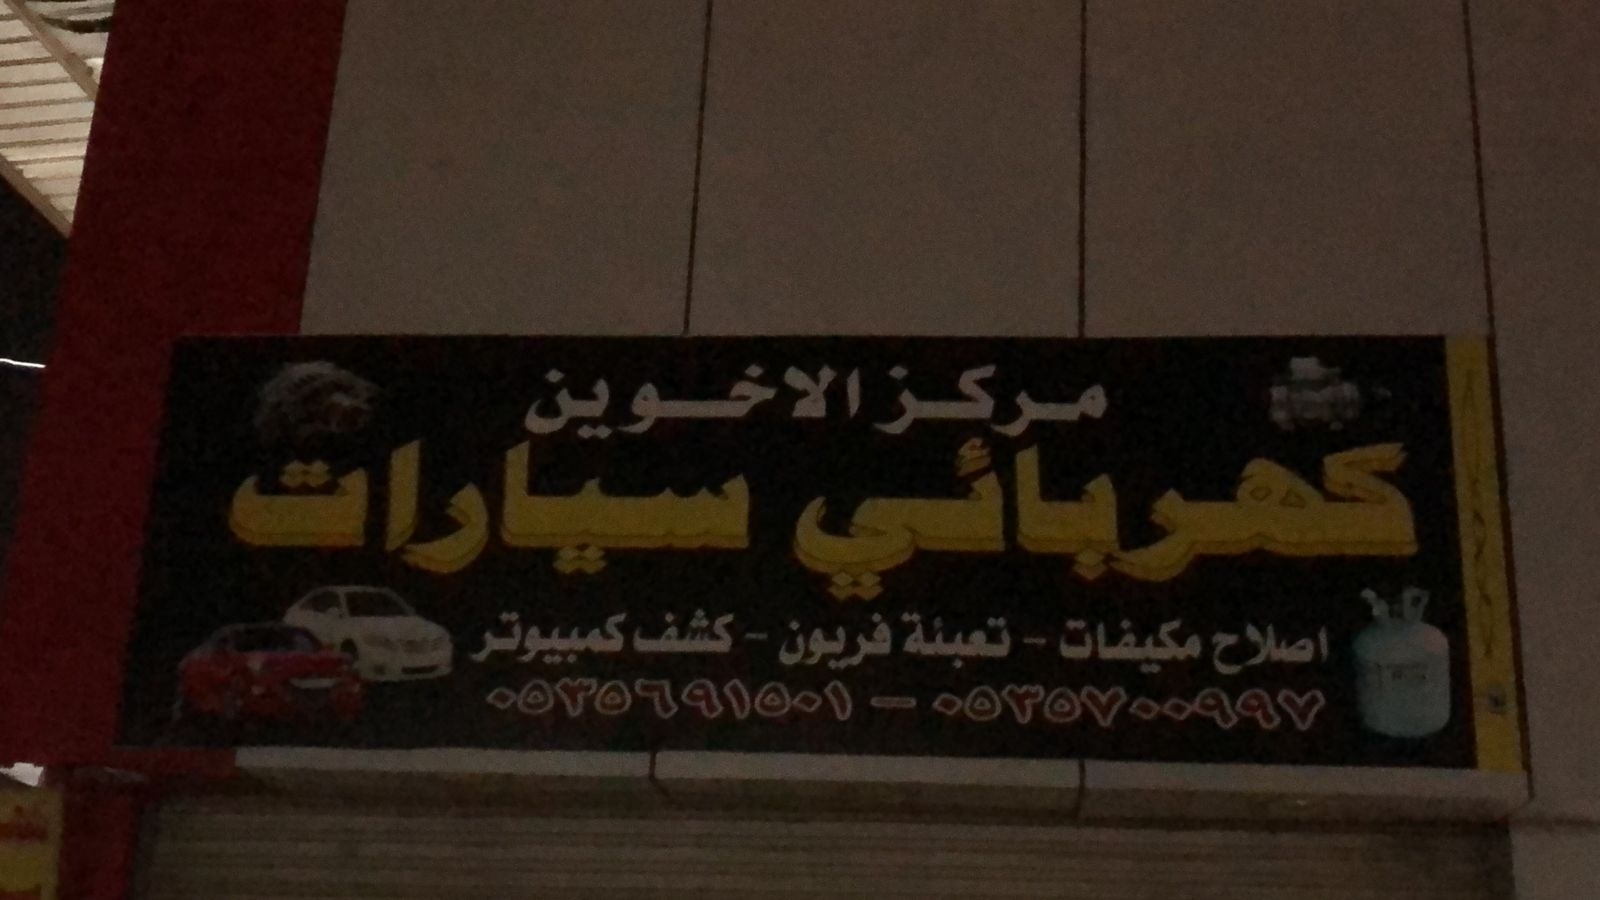 مركز الاخوين
كهربائي سيارات
اصلاح مكيفات - تعبئة فريون - كشف كمبيوتر
٠٥٣٥٦٩١٥٠١ - ٠٥٣٥٧٠٠٩٩٧